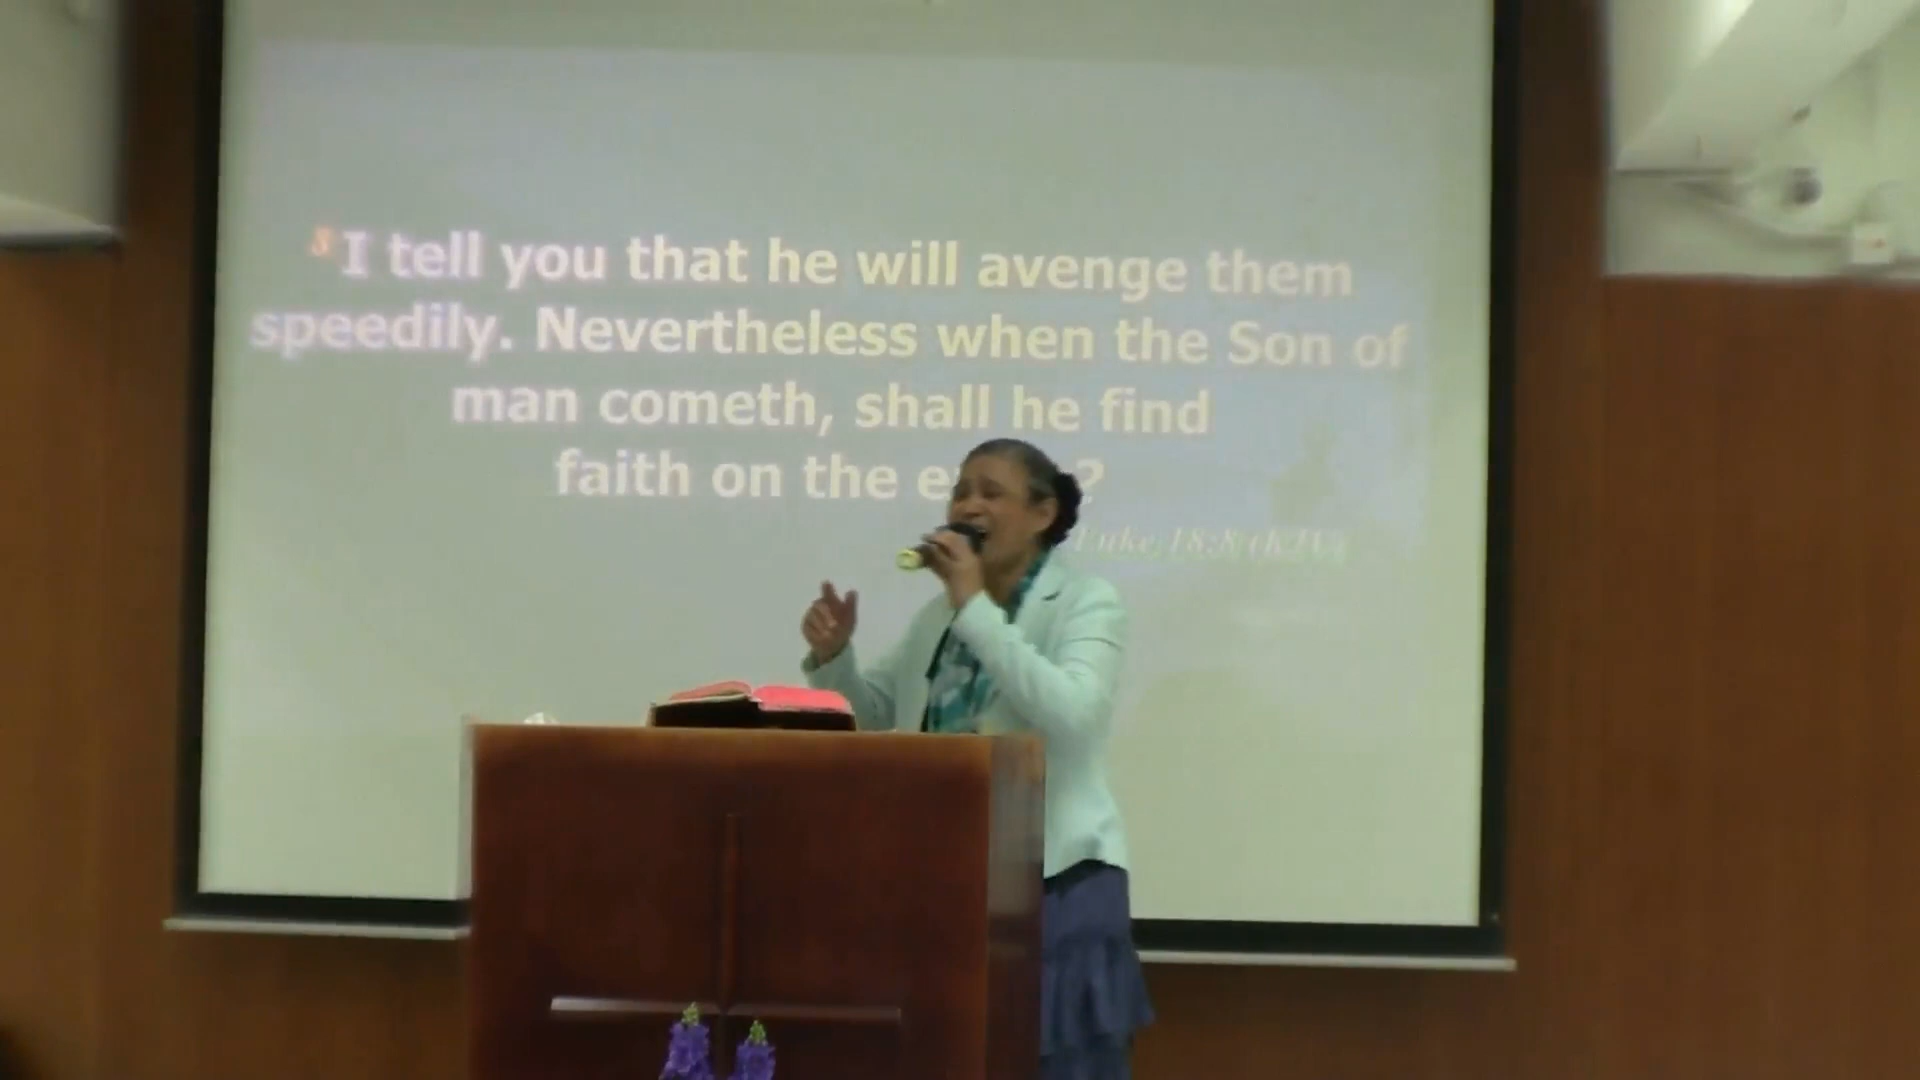 8 I tell you that he will avenge them
speedily. Nevertheless when the Son of
man cometh, shall he find
faith on the e ?
Luke 18:8 (KJV)